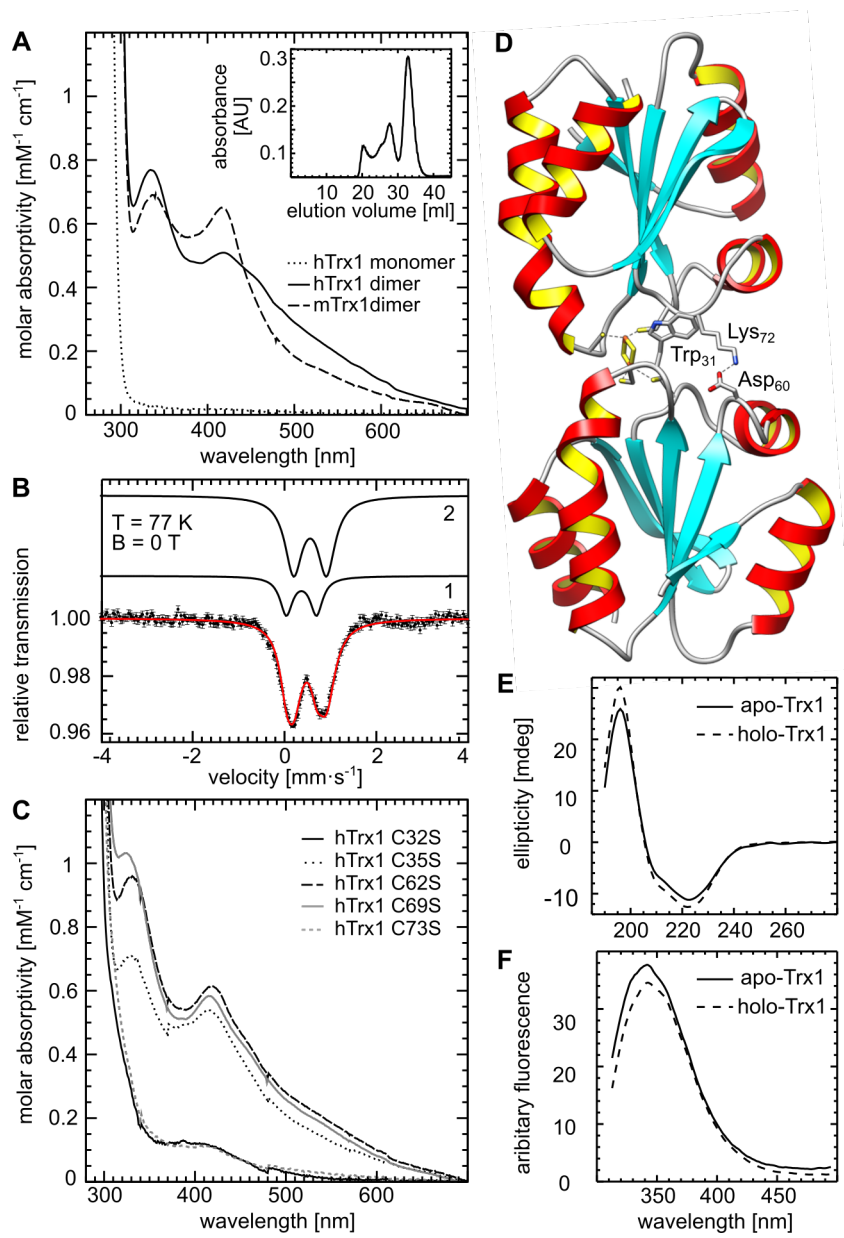 A
molar absorptivity [mM-1 cm-1]
1
0.8
0.6
0.4
0.2
0
300 400 500 600
wavelength [nm]
absorbance
[AU]
0.3
0.2
0.1
10 20 30 40
elution volume [ml]
hTrx1 monomer
hTrx1 dimer
mTrx1dimer
B
T = 77 K
B = 0 T
2
1
relative transmission
1.00
0.98
0.96
-4 -2 0 2 4
velocity [mm·s-1]
C
molar absorptivity [mM-1 cm-1]
1
0.8
0.6
0.4
0.2
0
300 400 500 600
wavelength [nm]
hTrx1 C32S
hTrx1 C35S
hTrx1 C62S
hTrx1 C69S
hTrx1 C73S
D
Lys72
Trp31
Asp60
E
ellipticity [mdeg]
20
10
0
-10
200 220 240 260
apo-Trx1
holo-Trx1
F
aribitary fluorescence
30
20
10
0
350 400 450
wavelength [nm]
apo-Trx1
holo-Trx1